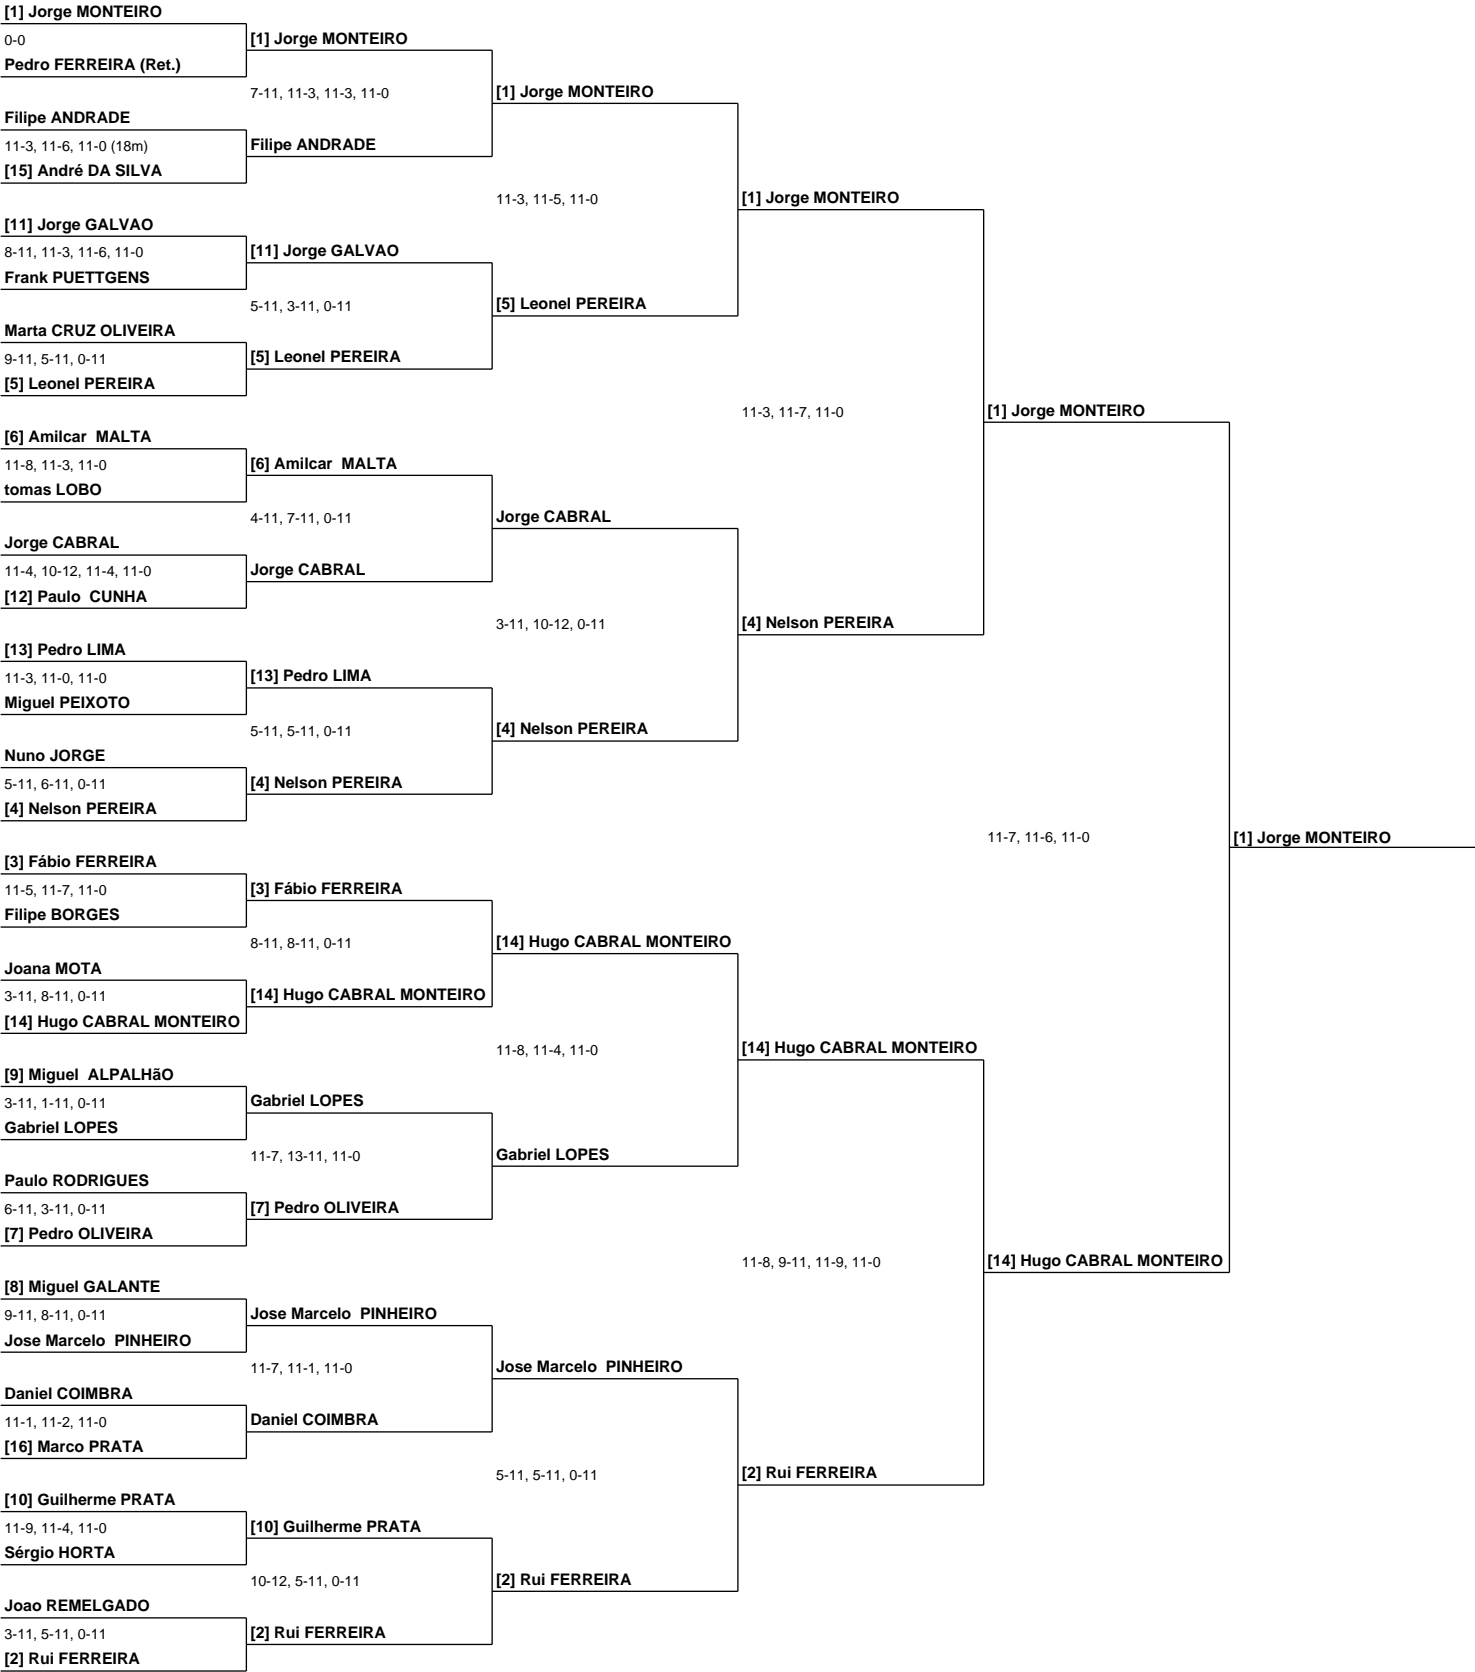 [1] Jorge MONTEIRO
0-0
Pedro FERREIRA (Ret.)
Filipe ANDRADE
11-3, 11-6, 11-0 (18m)
[15] André DA SILVA
[11] Jorge GALVAO
8-11, 11-3, 11-6, 11-0
Frank PUETTGENS
Marta CRUZ OLIVEIRA
9-11, 5-11, 0-11
[5] Leonel PEREIRA
[6] Amilcar  MALTA
11-8, 11-3, 11-0
tomas LOBO
Jorge CABRAL
11-4, 10-12, 11-4, 11-0
[12] Paulo  CUNHA
[13] Pedro LIMA
11-3, 11-0, 11-0
Miguel PEIXOTO
Nuno JORGE
5-11, 6-11, 0-11
[4] Nelson PEREIRA
[3] Fábio FERREIRA
11-5, 11-7, 11-0
Filipe BORGES
Joana MOTA
3-11, 8-11, 0-11
[14] Hugo CABRAL MONTEIRO
[9] Miguel  ALPALHãO
3-11, 1-11, 0-11
Gabriel LOPES
Paulo RODRIGUES
6-11, 3-11, 0-11
[7] Pedro OLIVEIRA
[8] Miguel GALANTE
9-11, 8-11, 0-11
Jose Marcelo  PINHEIRO
Daniel COIMBRA
11-1, 11-2, 11-0
[16] Marco PRATA
[10] Guilherme PRATA
11-9, 11-4, 11-0
Sérgio HORTA
Joao REMELGADO
3-11, 5-11, 0-11
[2] Rui FERREIRA
[1] Jorge MONTEIRO
7-11, 11-3, 11-3, 11-0
Filipe ANDRADE
[11] Jorge GALVAO
5-11, 3-11, 0-11
[5] Leonel PEREIRA
[6] Amilcar  MALTA
4-11, 7-11, 0-11
Jorge CABRAL
[13] Pedro LIMA
5-11, 5-11, 0-11
[4] Nelson PEREIRA
[3] Fábio FERREIRA
8-11, 8-11, 0-11
[14] Hugo CABRAL MONTEIRO
Gabriel LOPES
11-7, 13-11, 11-0
[7] Pedro OLIVEIRA
Jose Marcelo  PINHEIRO
11-7, 11-1, 11-0
Daniel COIMBRA
[10] Guilherme PRATA
10-12, 5-11, 0-11
[2] Rui FERREIRA
[1] Jorge MONTEIRO
11-3, 11-5, 11-0
[5] Leonel PEREIRA
Jorge CABRAL
3-11, 10-12, 0-11
[4] Nelson PEREIRA
[14] Hugo CABRAL MONTEIRO
11-8, 11-4, 11-0
Gabriel LOPES
Jose Marcelo  PINHEIRO
5-11, 5-11, 0-11
[2] Rui FERREIRA
[1] Jorge MONTEIRO
11-3, 11-7, 11-0
[4] Nelson PEREIRA
[14] Hugo CABRAL MONTEIRO
11-8, 9-11, 11-9, 11-0
[2] Rui FERREIRA
[1] Jorge MONTEIRO
11-7, 11-6, 11-0
[14] Hugo CABRAL MONTEIRO
[1] Jorge MONTEIRO